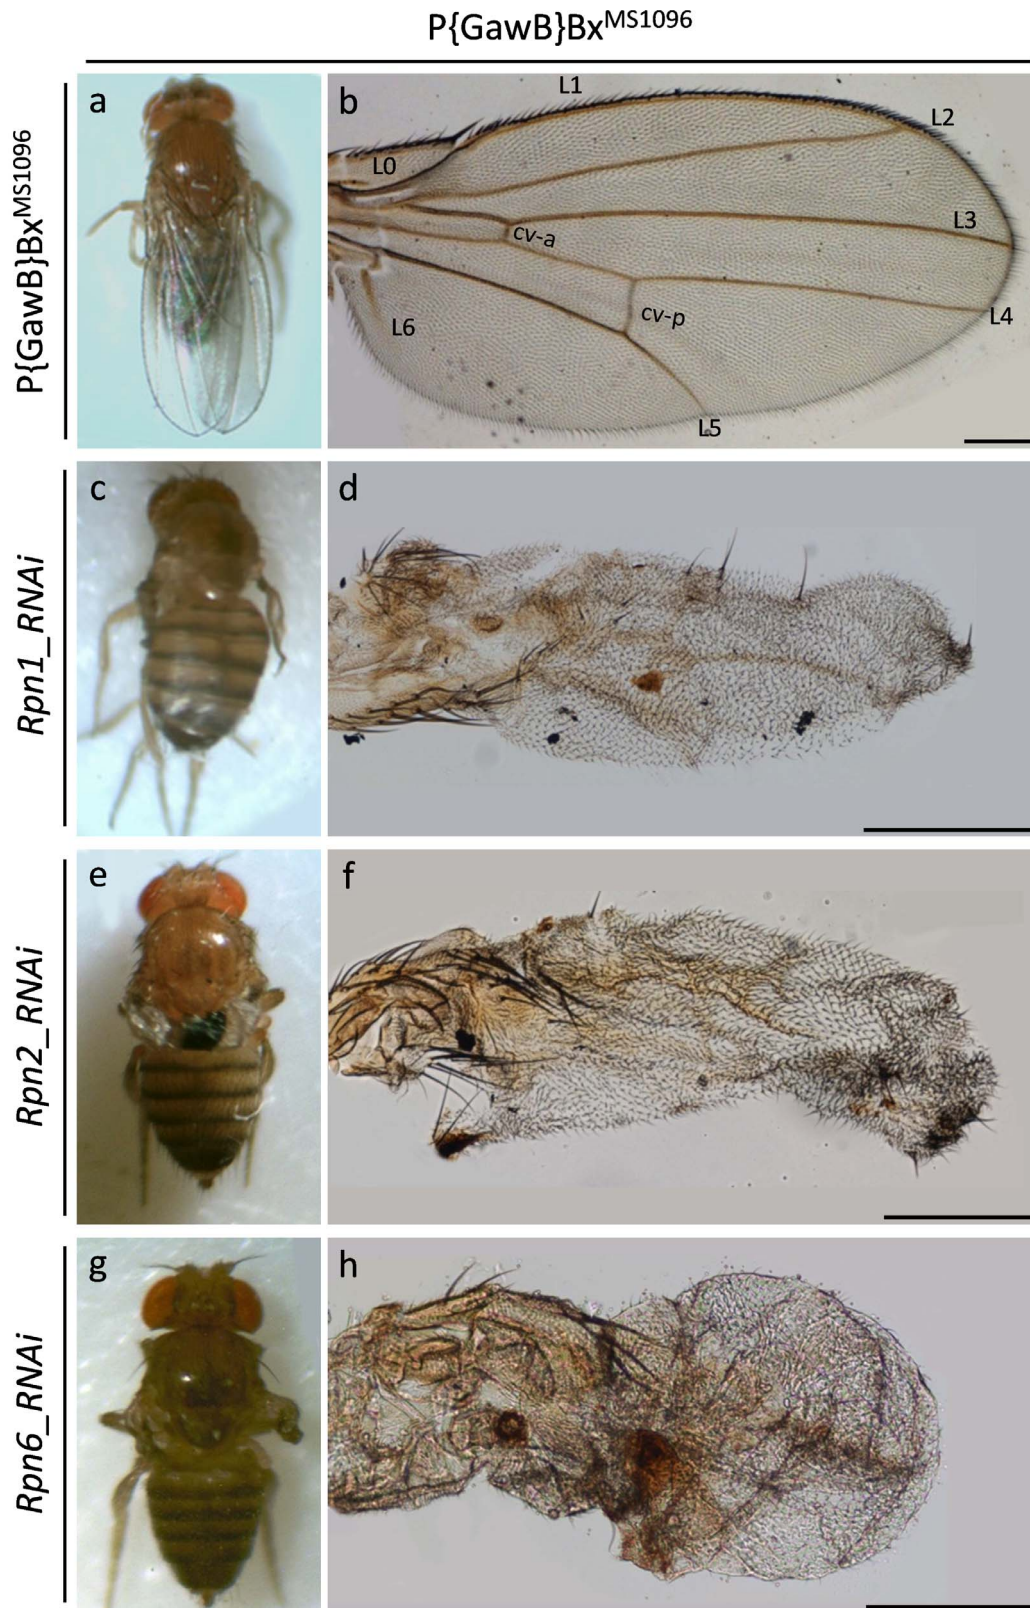 P{GawB}Bx^MS1096
P{GawB}Bx^MS1096
a
b
L0
L1
L2
L3
L4
L5
L6
cv-a
cv-p
Rpn1_RNAi
c
d
Rpn2_RNAi
e
f
Rpn6_RNAi
g
h